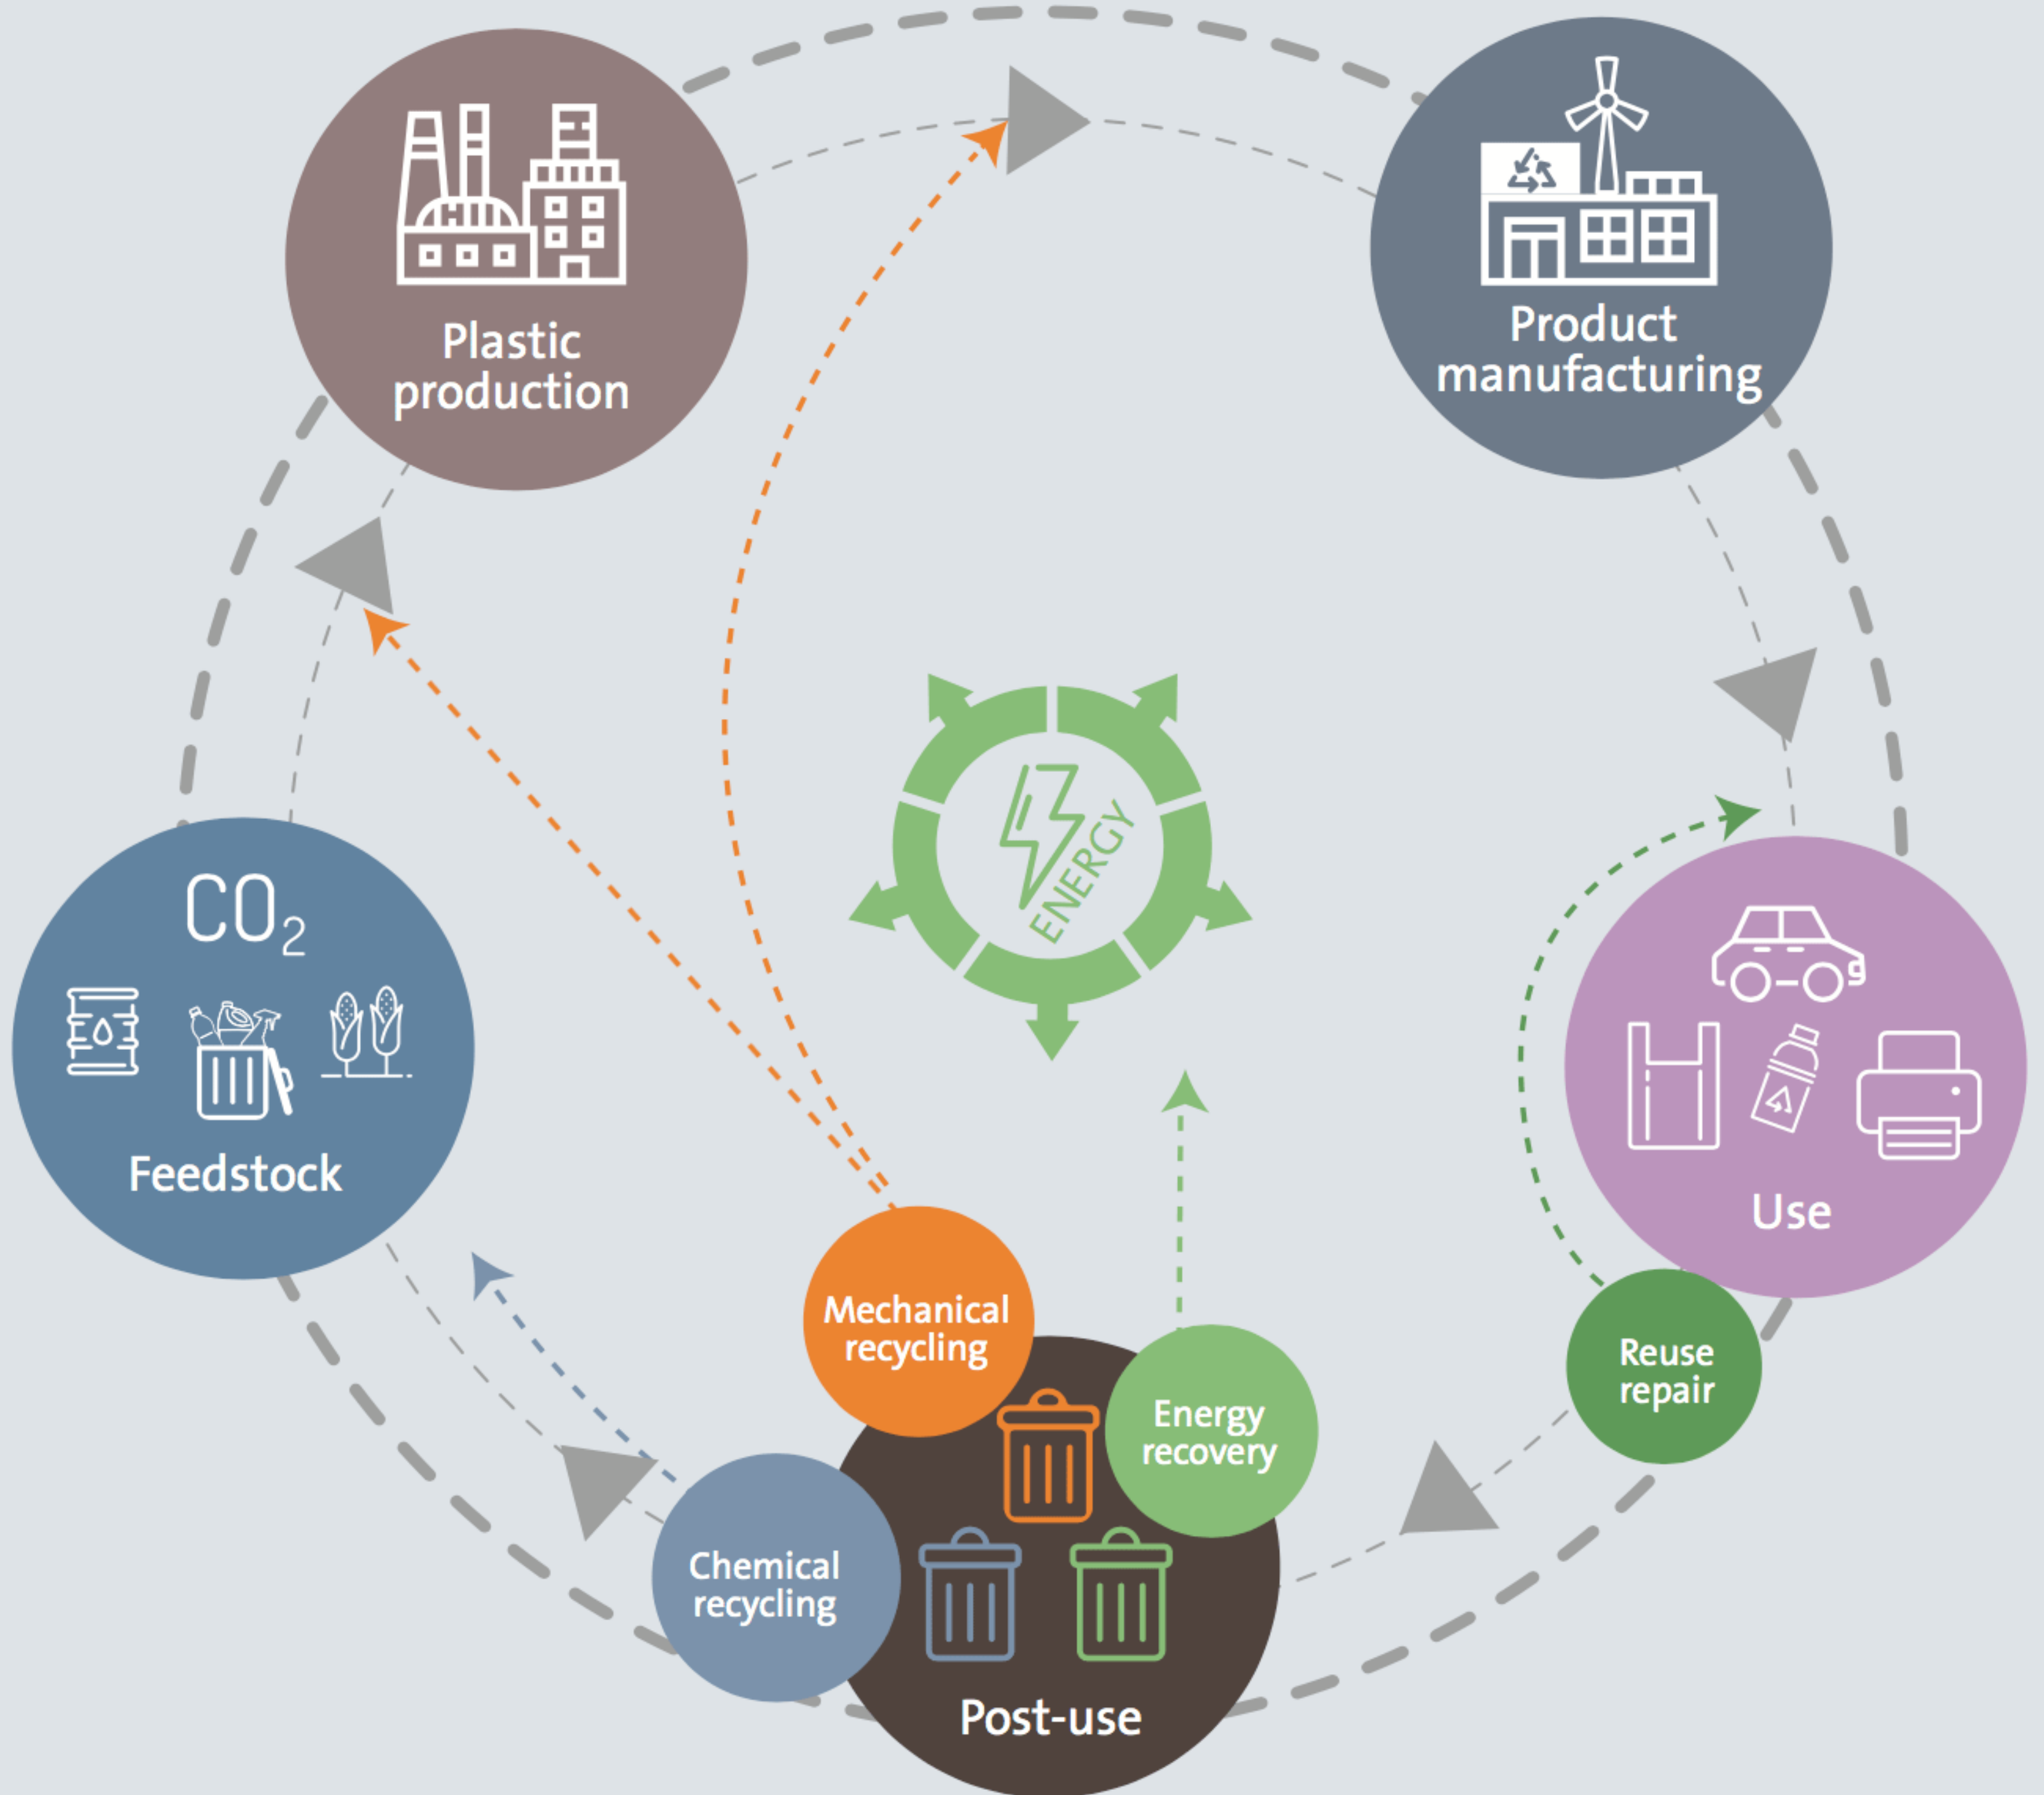 Plastic
production
Product
manufacturing
ENERGY
CO₂
Feedstock
Use
Mechanical
recycling
Energy
recovery
Reuse
repair
Chemical
recycling
Post-use